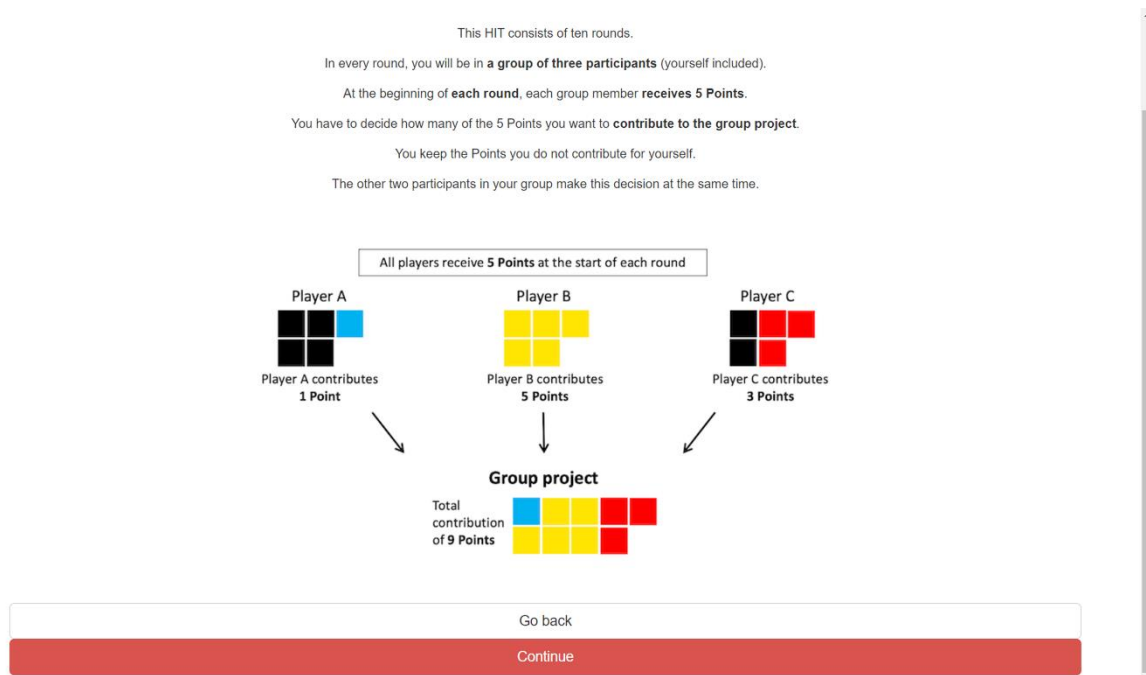 This HIT consists of ten rounds.
In every round, you will be in a group of three participants (yourself included).
At the beginning of each round, each group member receives 5 Points.
You have to decide how many of the 5 Points you want to contribute to the group project.
You keep the Points you do not contribute for yourself.
The other two participants in your group make this decision at the same time.
All players receive 5 Points at the start of each round
Player A
Player B
Player C
Player A contributes
1 Point
Player B contributes
5 Points
Player C contributes
3 Points
Group project
Total
contribution
of 9 Points
Go back
Continue